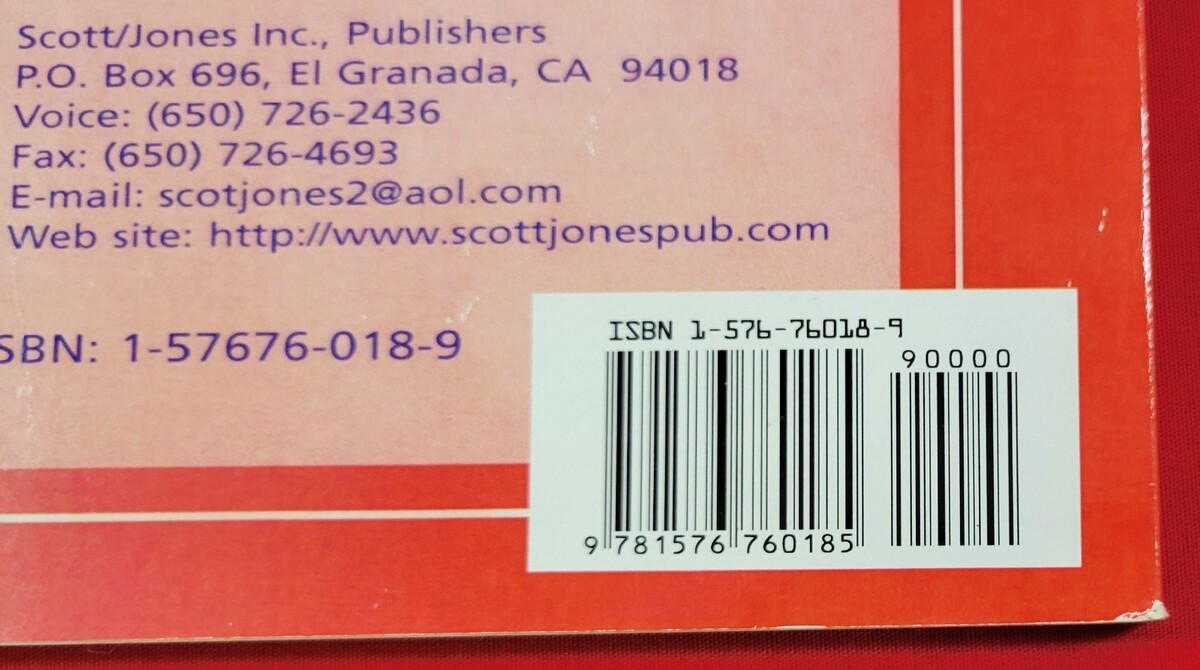 Scott/Jones Inc., Publishers
P.O. Box 696, El Granada, CA 94018
Voice: (650) 726-2436
Fax: (650) 726-4693
E-mail: scotjones2@aol.com
Web site: http://www.scottjonespub.com
SBN: 1-57676-018-9
ISBN 1-576-76018-9
90000
9 781576 760185